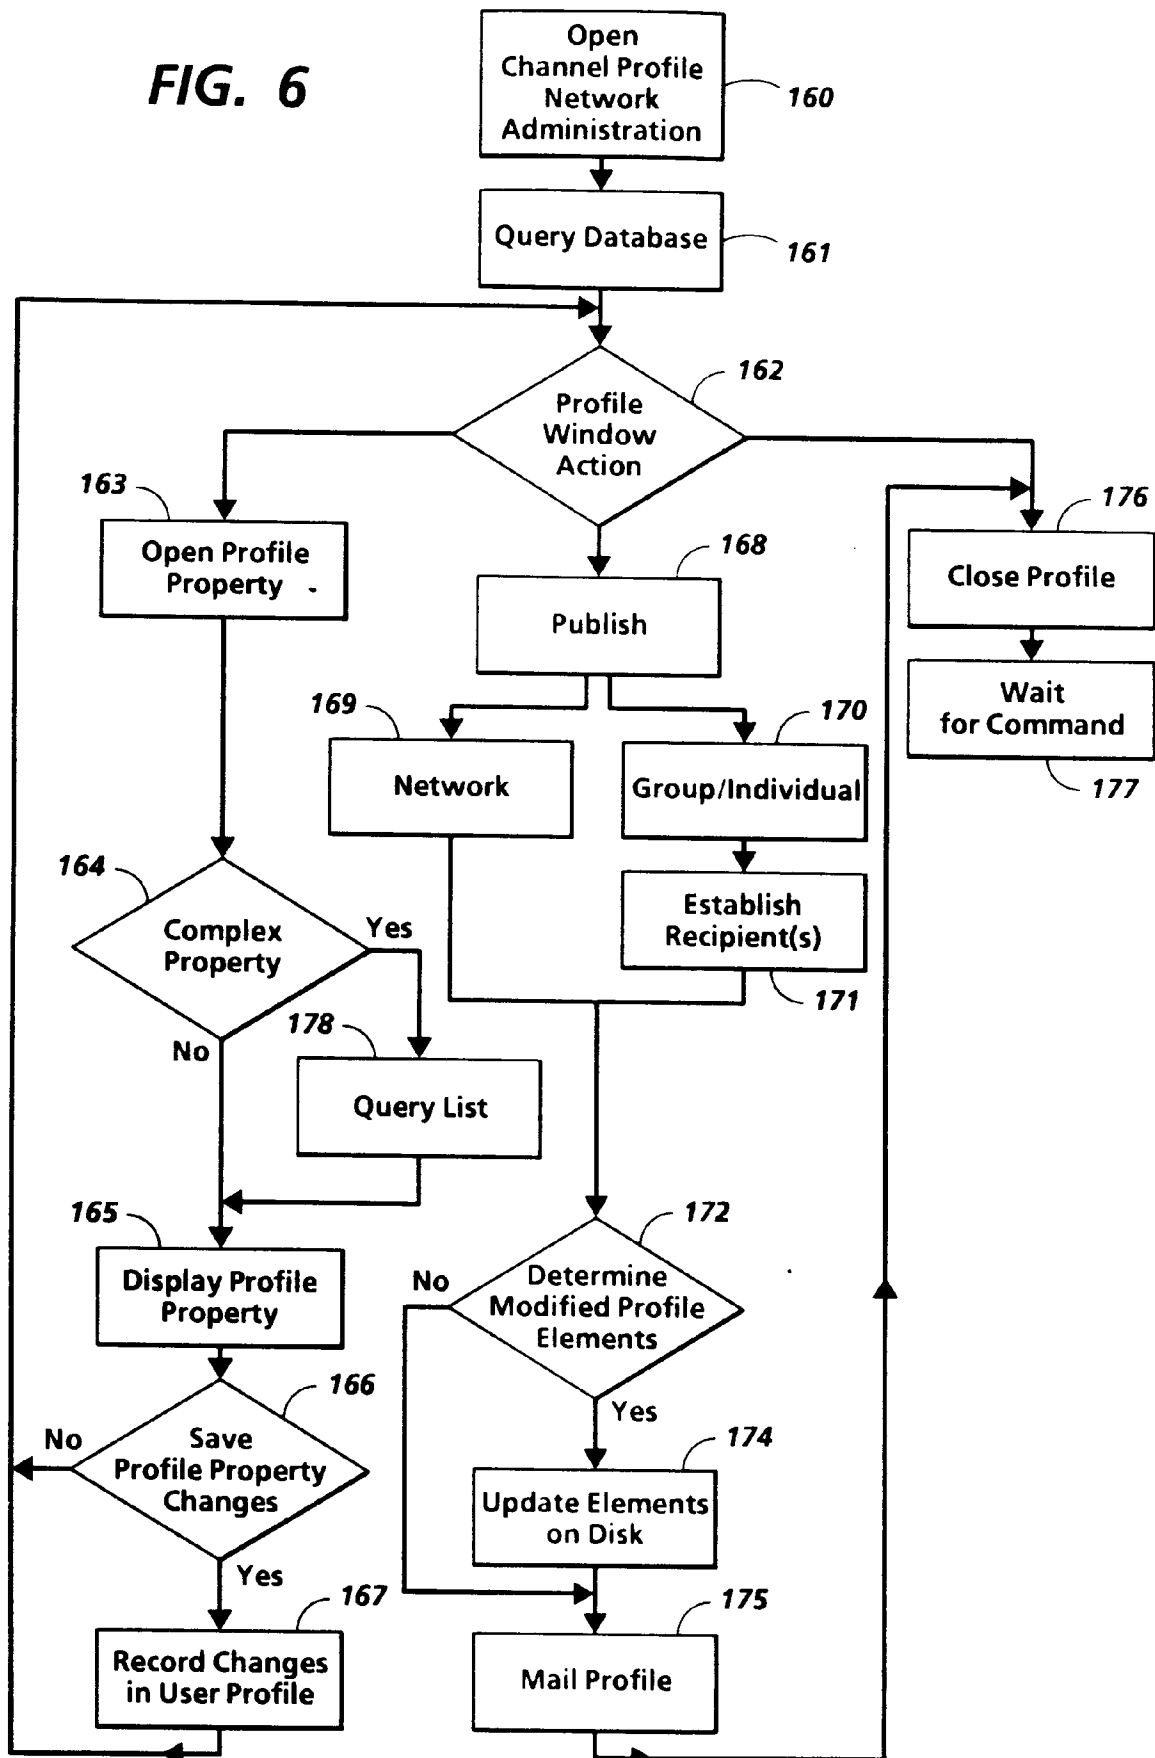 FIG. 6
Open
Channel Profile
Network
Administration
160
Query Database
161
162
Profile
Window
Action
163
Open Profile
Property
168
Publish
176
Close Profile
Wait
for Command
177
169
Network
170
Group/Individual
Establish
Recipient(s)
171
164
Complex
Property
Yes
No
178
Query List
165
Display Profile
Property
172
No
Determine
Modified Profile
Elements
Yes
166
No
Save
Profile Property
Changes
Yes
174
Update Elements
on Disk
167
Record Changes
in User Profile
175
Mail Profile